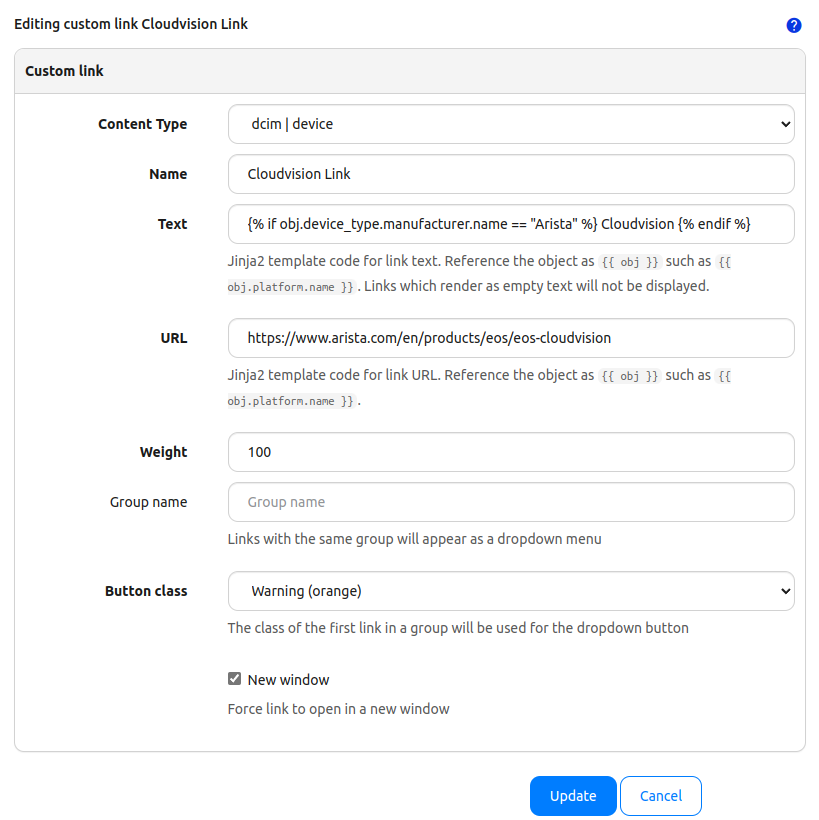 Editing custom link Cloudvision Link
?
Custom link
Content Type
dcim | device
Name
Cloudvision Link
Text
{% if obj.device_type.manufacturer.name == "Arista" %} Cloudvision {% endif %}
Jinja2 template code for link text. Reference the object as {{ obj }} such as {{
obj.platform.name }}. Links which render as empty text will not be displayed.
URL
https://www.arista.com/en/products/eos/eos-cloudvision
Jinja2 template code for link URL. Reference the object as {{ obj }} such as {{
obj.platform.name }}.
Weight
100
Group name
Group name
Links with the same group will appear as a dropdown menu
Button class
Warning (orange)
The class of the first link in a group will be used for the dropdown button
New window
Force link to open in a new window
Update
Cancel